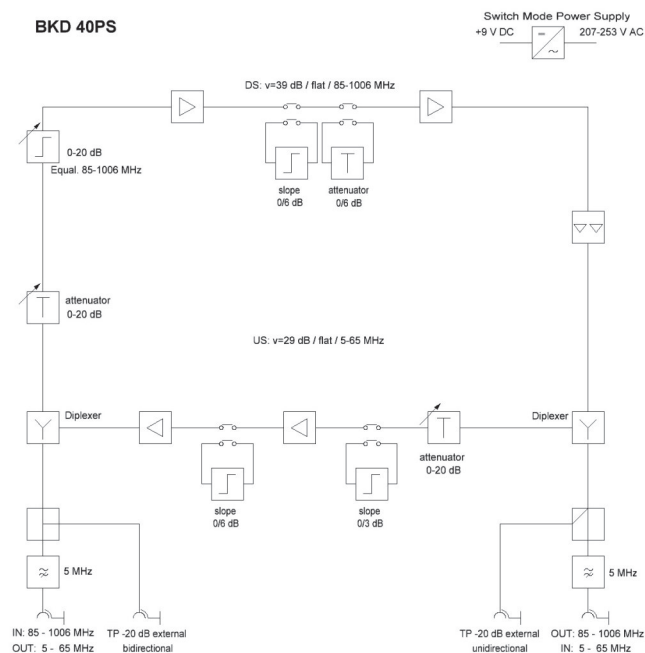 BKD 40PS
Switch Mode Power Supply
+9 V DC
207-253 V AC
DS: v=39 dB / flat / 85-1006 MHz
0-20 dB
Equal. 85-1006 MHz
slope
0/6 dB
attenuator
0/6 dB
attenuator
0-20 dB
US: v=29 dB / flat / 5-65 MHz
Diplexer
Diplexer
attenuator
0-20 dB
slope
0/6 dB
slope
0/3 dB
5 MHz
5 MHz
IN: 85 - 1006 MHz
OUT: 5 - 65 MHz
TP -20 dB external
bidirectional
TP -20 dB external
unidirectional
OUT: 85 - 1006 MHz
IN: 5 - 65 MHz